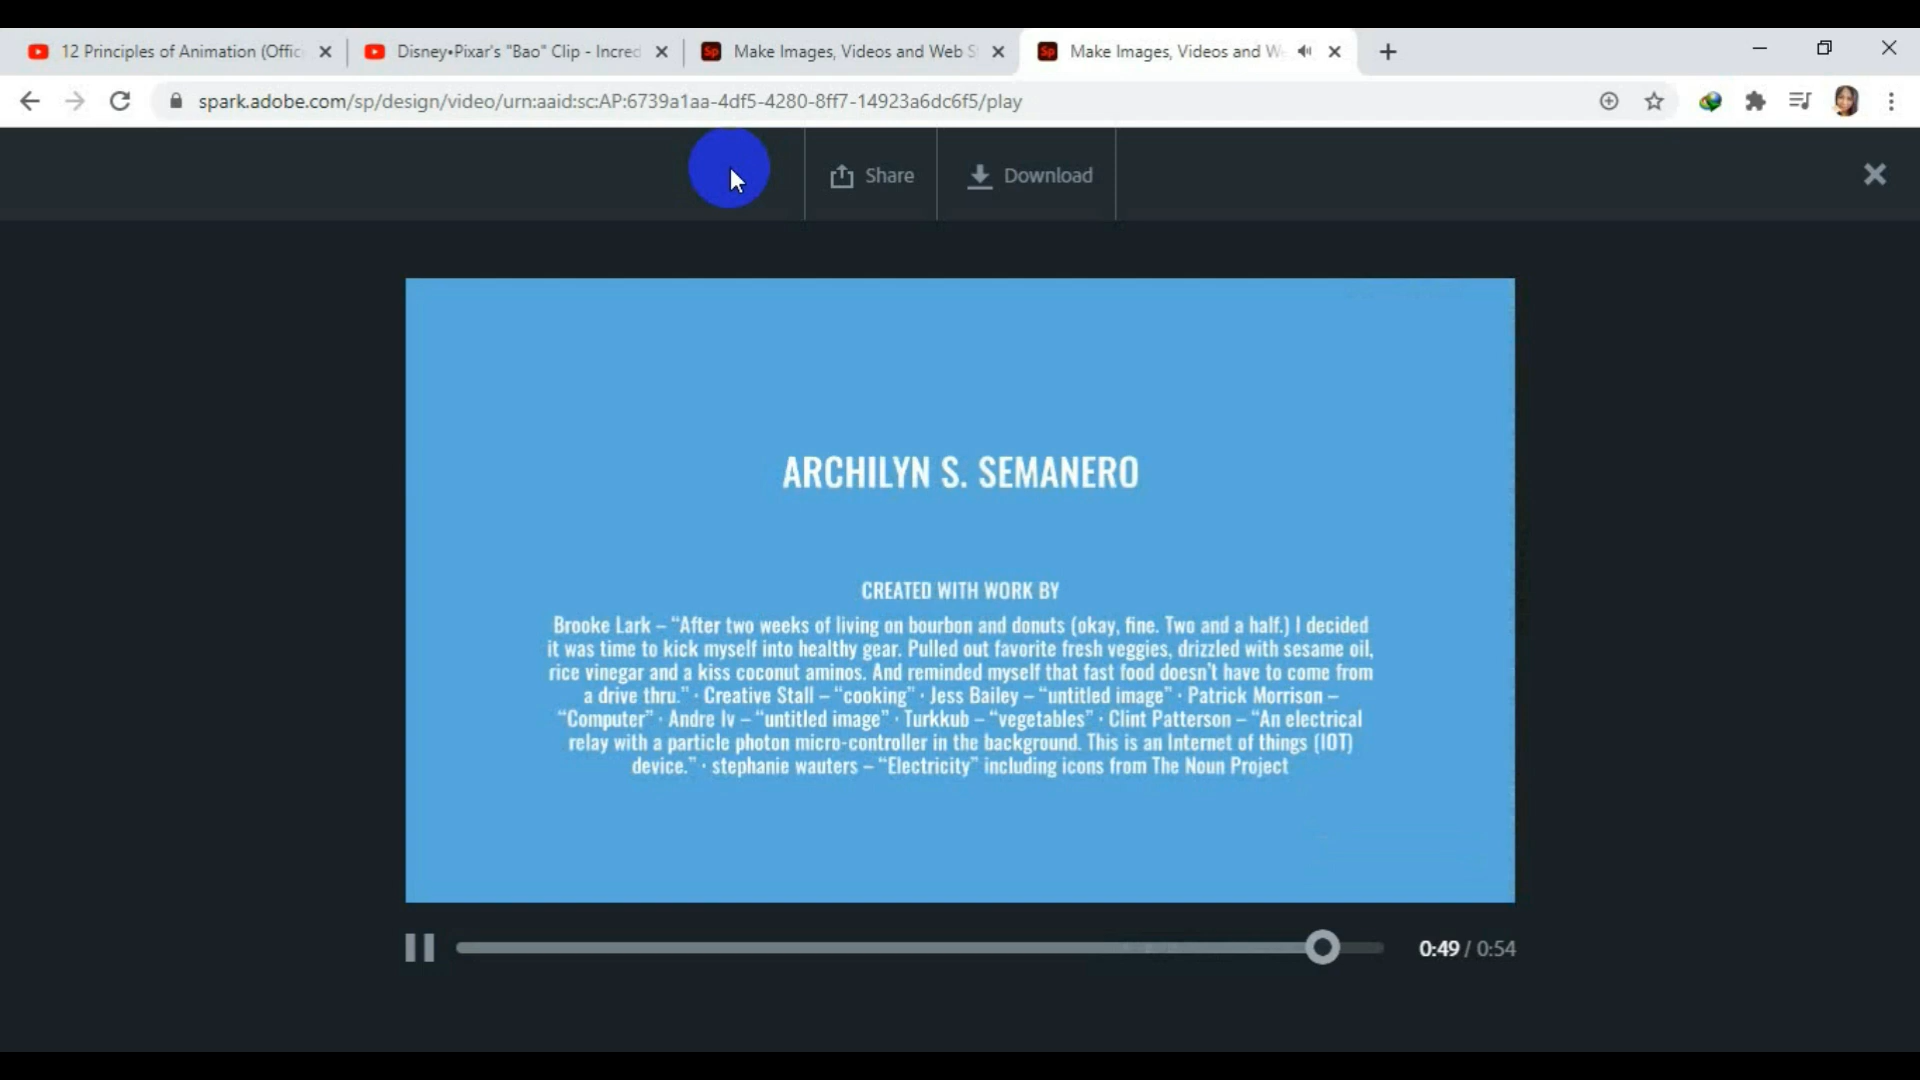 12 Principles of Animation (Offic
Disney•Pixar's "Bao" Clip - Incred
Sp
Make Images, Videos and Web S
Sp
Make Images, Videos and We
spark.adobe.com/sp/design/video/urn:aaid:sc:AP:6739a1aa-4df5-4280-8ff7-14923a6dc6f5/play
Share
Download
ARCHILYN S. SEMANERO
CREATED WITH WORK BY
Brooke Lark – “After two weeks of living on bourbon and donuts (okay, fine. Two and a half.) I decided
it was time to kick myself into healthy gear. Pulled out favorite fresh veggies, drizzled with sesame oil,
rice vinegar and a kiss coconut aminos. And reminded myself that fast food doesn’t have to come from
a drive thru.” · Creative Stall – “cooking” · Jess Bailey – “untitled image” · Patrick Morrison –
“Computer” · Andre Iv – “untitled image” · Turkkub – “vegetables” · Clint Patterson – “An electrical
relay with a particle photon micro-controller in the background. This is an Internet of things (IOT)
device.” · stephanie wauters – “Electricity” including icons from The Noun Project
0:49 / 0:54